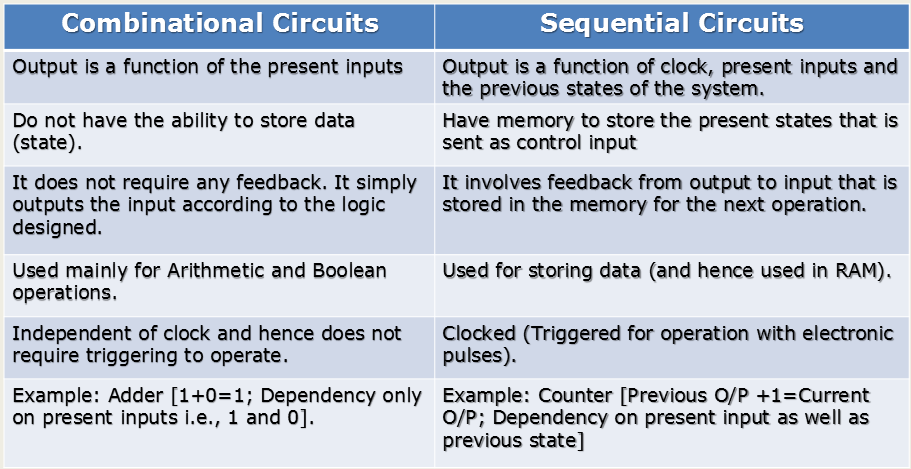 Combinational Circuits
Sequential Circuits
Output is a function of the present inputs
Output is a function of clock, present inputs and
the previous states of the system.
Do not have the ability to store data
(state).
Have memory to store the present states that is
sent as control input
It does not require any feedback. It simply
outputs the input according to the logic
designed.
It involves feedback from output to input that is
stored in the memory for the next operation.
Used mainly for Arithmetic and Boolean
operations.
Used for storing data (and hence used in RAM).
Independent of clock and hence does not
require triggering to operate.
Clocked (Triggered for operation with electronic
pulses).
Example: Adder [1+0=1; Dependency only
on present inputs i.e., 1 and 0].
Example: Counter [Previous O/P +1=Current
O/P; Dependency on present input as well as
previous state]